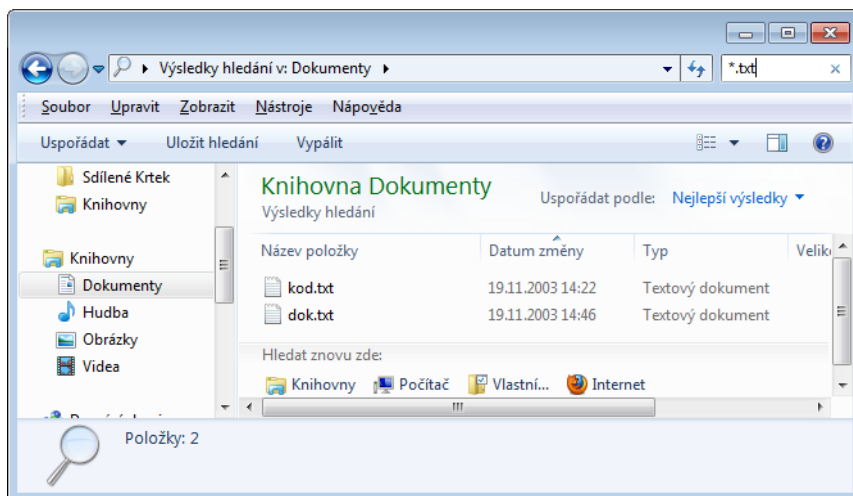 Výsledky hledání v: Dokumenty
*.txt
Soubor Upravit Zobrazit Nástroje Nápověda
Uspořádat Uložit hledání Vypálit
Sdílené Krtek
Knihovny
Knihovny
Dokumenty
Hudba
Obrázky
Videa
Knihovna Dokumenty
Výsledky hledání
Uspořádat podle: Nejlepší výsledky
Název položky Datum změny Typ
kod.txt 19.11.2003 14:22 Textový dokument
dok.txt 19.11.2003 14:46 Textový dokument
Hledat znovu zde:
Knihovny Počítač Vlastní... Internet
Položky: 2